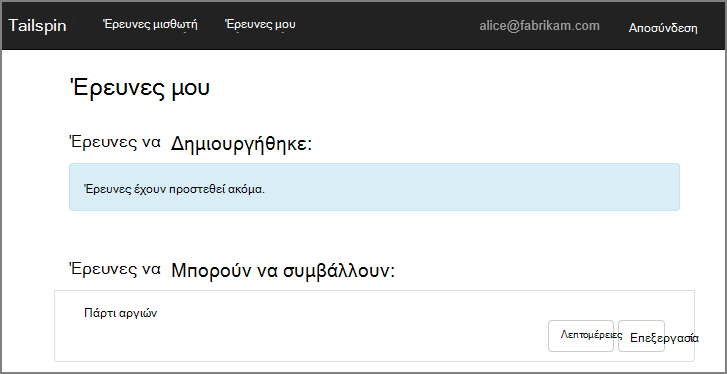 Tailspin Έρευνες μισθωτή Έρευνες μου alice@fabrikam.com Αποσύνδεση
Έρευνες μου
Έρευνες να Δημιουργήθηκε:
Έρευνες έχουν προστεθεί ακόμα.
Έρευνες να Μπορούν να συμβάλλουν:
Πάρτι αργιών
Λεπτομέρειες Επεξεργασία